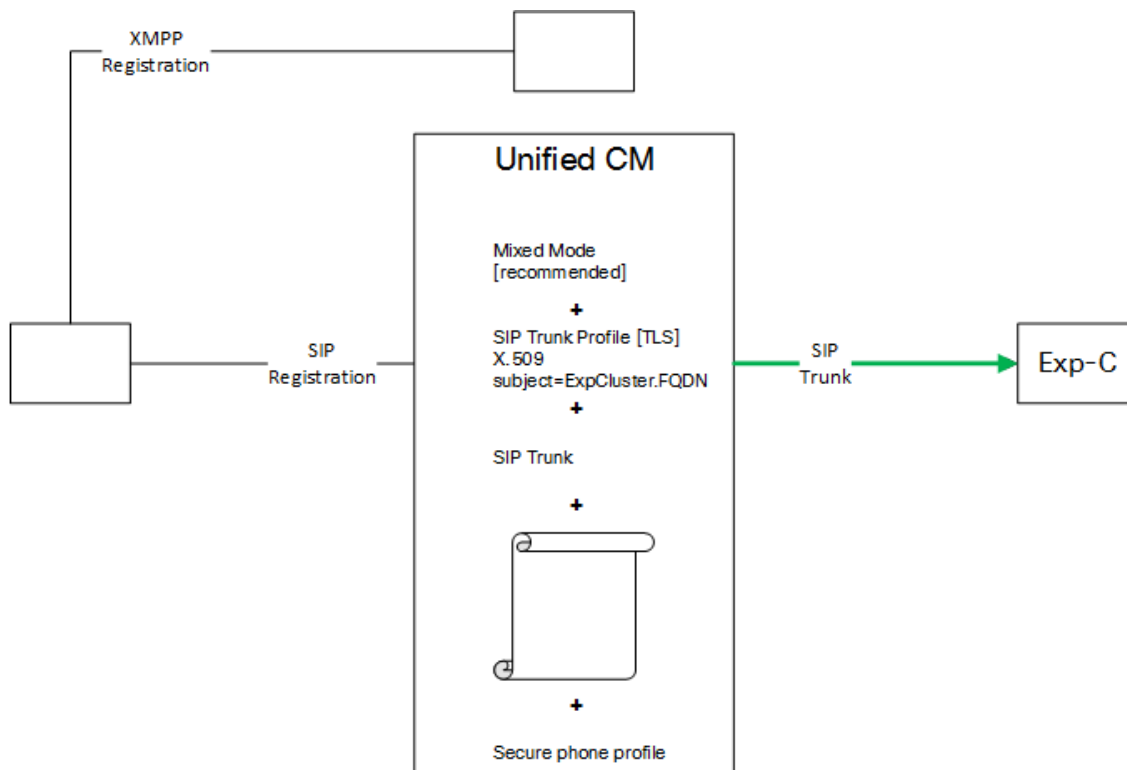 XMPP
Registration
Unified CM
Mixed Mode
[recommended]
+
SIP Trunk Profile [TLS]
X.509
subject=ExpCluster.FQDN
+
SIP
Registration
SIP
Trunk
Exp-C
SIP Trunk
+
+
Secure phone profile